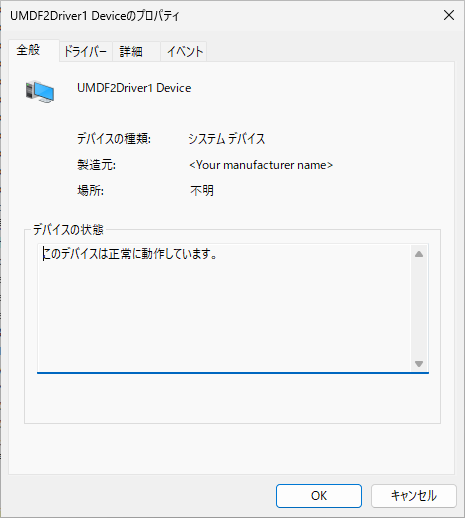 UMDF2Driver1 Deviceのプロパティ
全般 ドライバー 詳細 イベント
UMDF2Driver1 Device
デバイスの種類: システム デバイス
製造元: <Your manufacturer name>
場所: 不明
デバイスの状態
このデバイスは正常に動作しています。
OK キャンセル